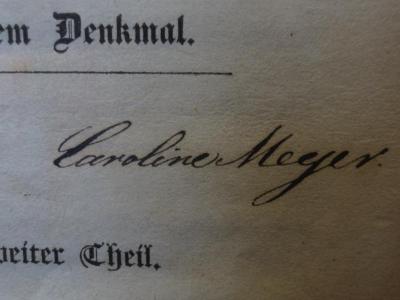 em Denkmal.
Caroline Meyer.
weiter Theil.